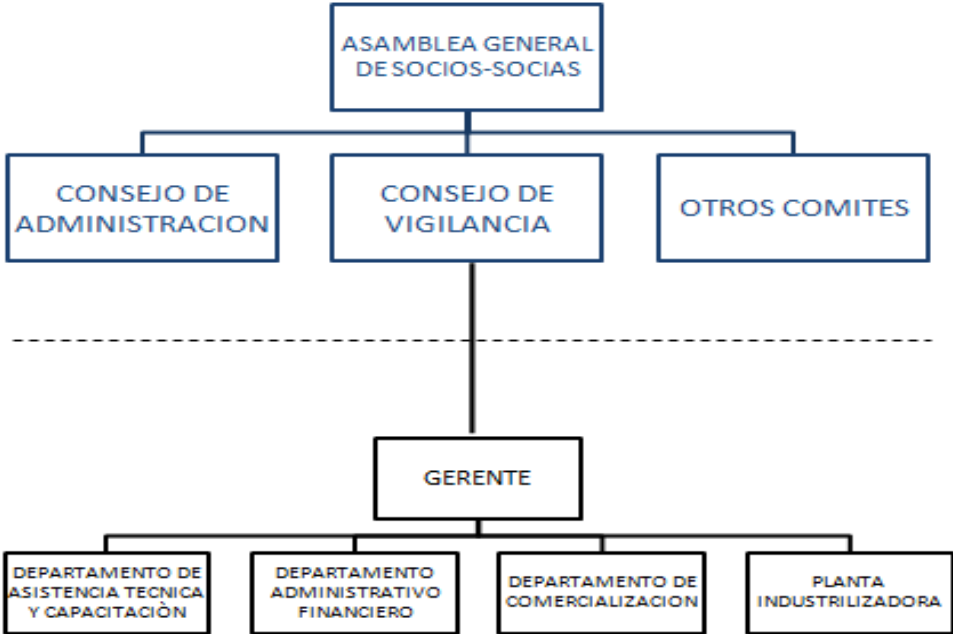 ASAMBLEA GENERAL
DE SOCIOS-SOCIAS
CONSEJO DE
ADMINISTRACION
CONSEJO DE
VIGILANCIA
OTROS COMITES
GERENTE
DEPARTAMENTO DE
ASISTENCIA TECNICA
Y CAPACITACIÒN
DEPARTAMENTO
ADMINISTRATIVO
FINANCIERO
DEPARTAMENTO DE
COMERCIALIZACION
PLANTA
INDUSTRILIZADORA